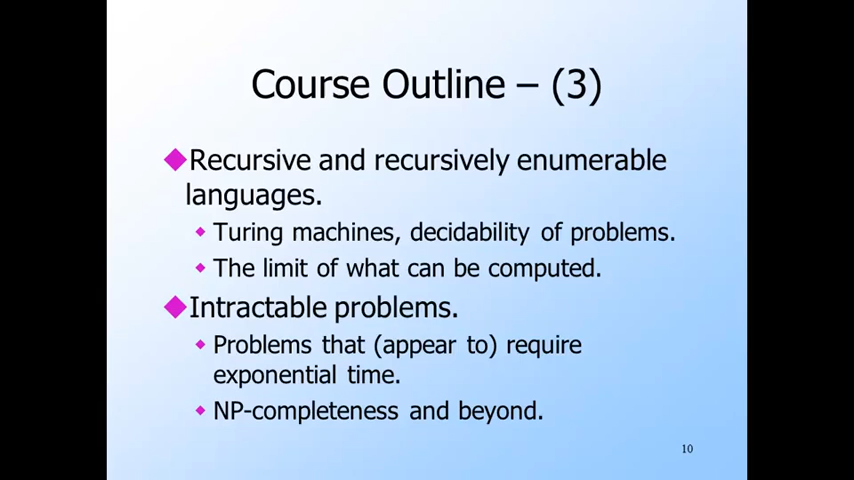 Course Outline – (3)
Recursive and recursively enumerable
languages.
Turing machines, decidability of problems.
The limit of what can be computed.
Intractable problems.
Problems that (appear to) require
exponential time.
NP-completeness and beyond.
10